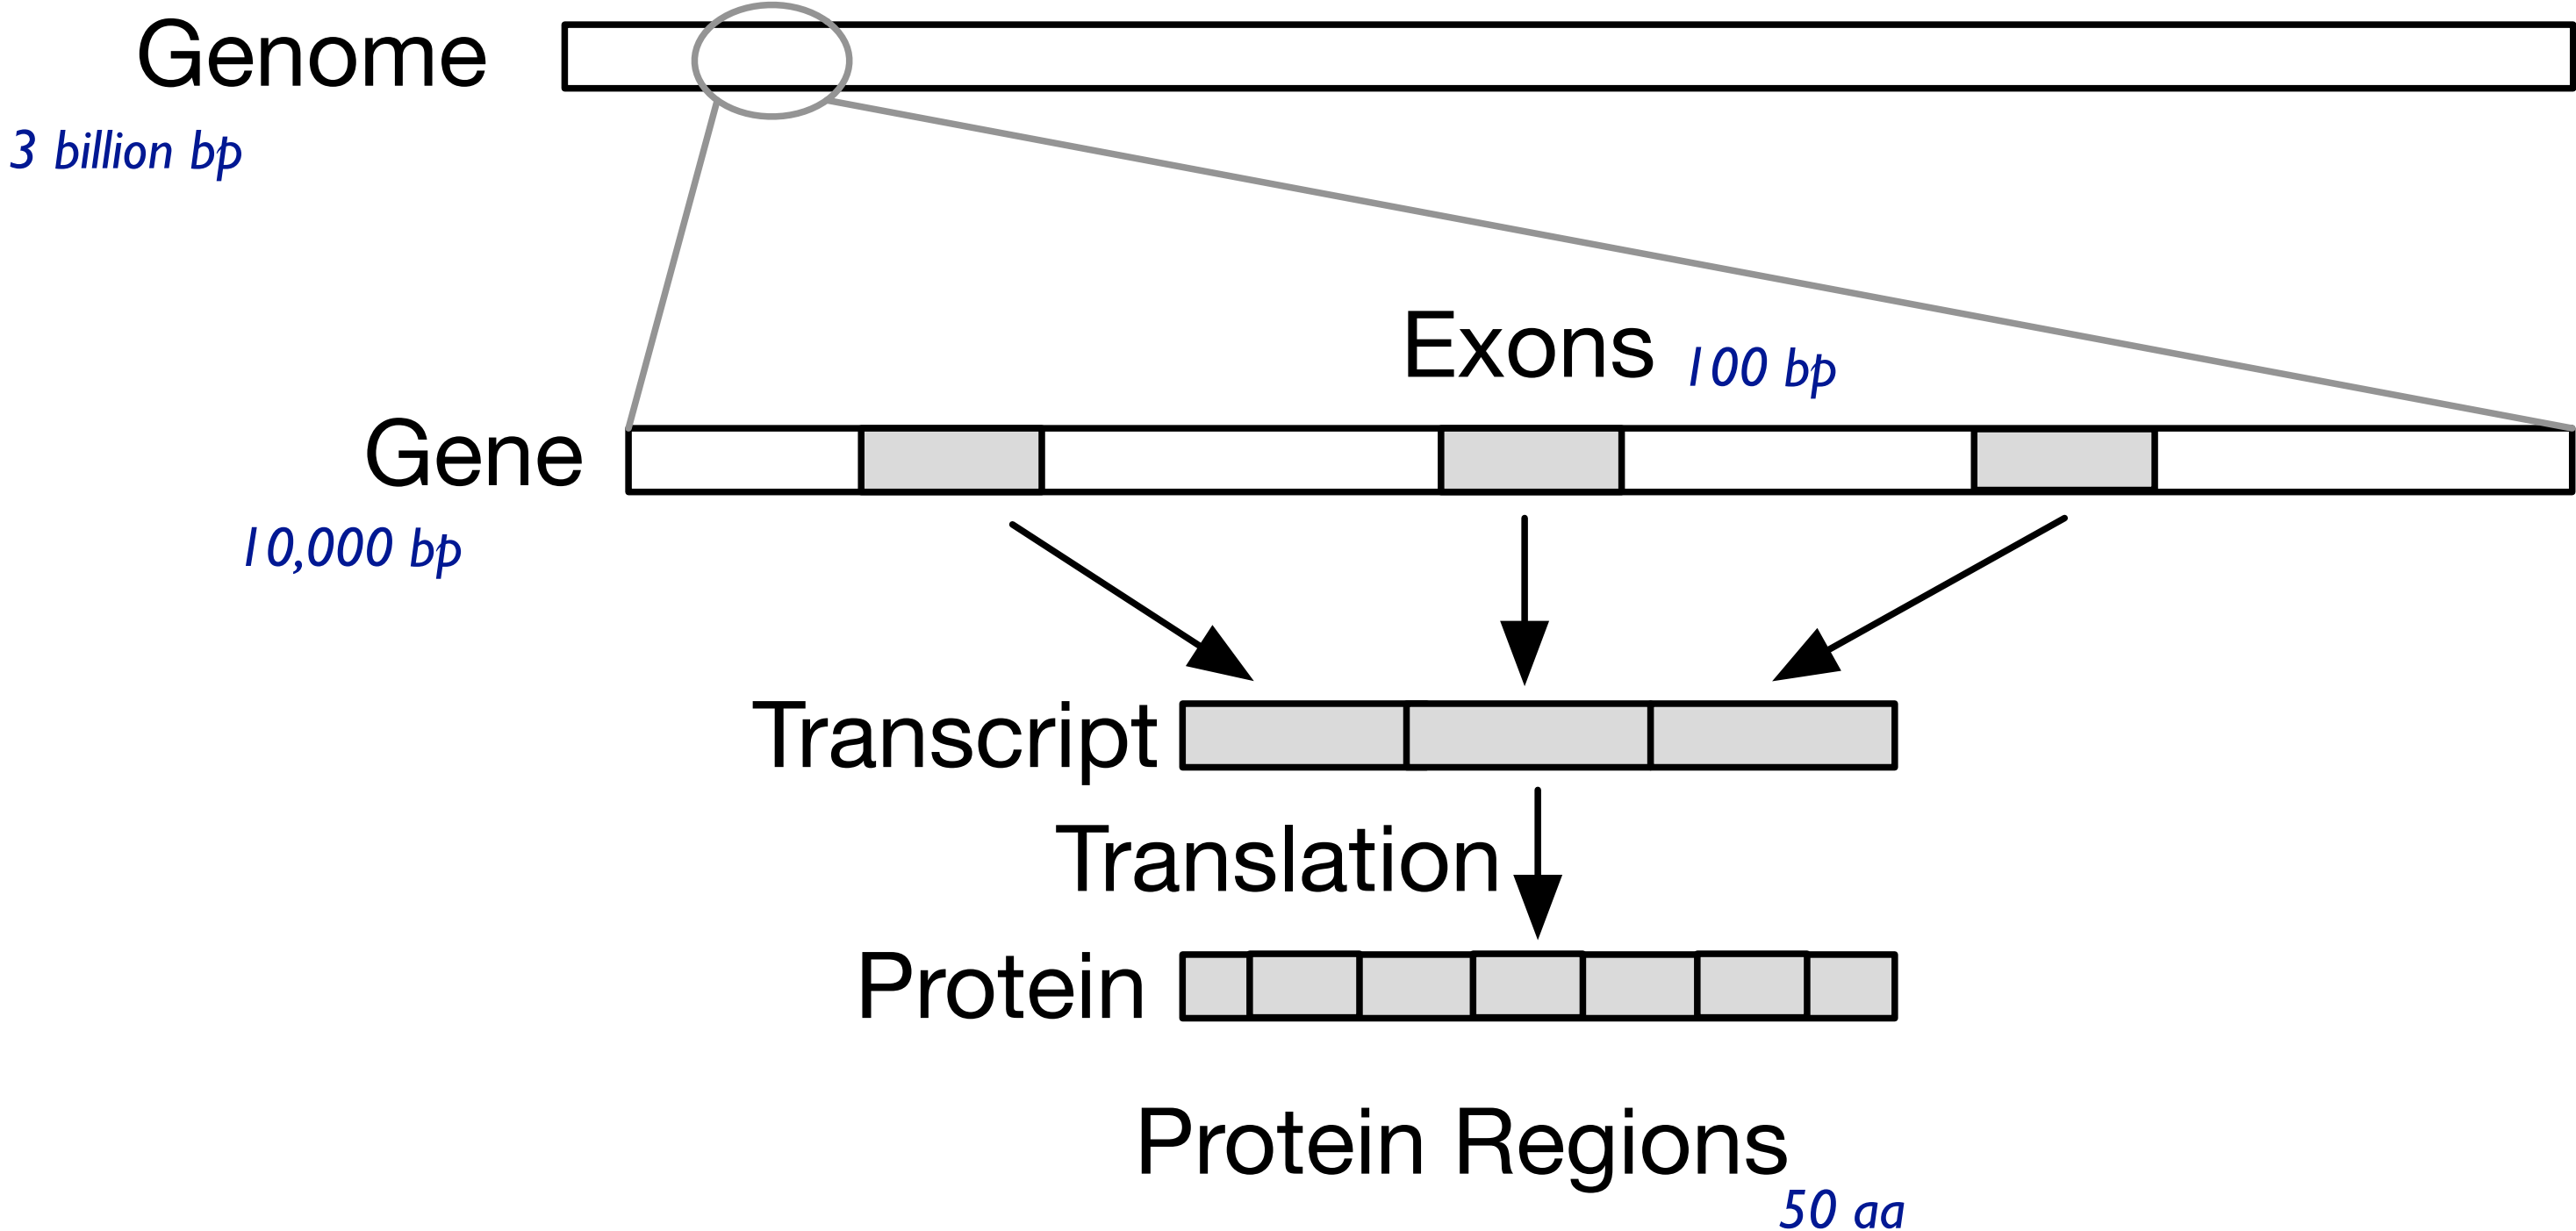 Genome
3 billion bp
Exons 100 bp
Gene
10,000 bp
Transcript
Translation
Protein
Protein Regions
50 aa